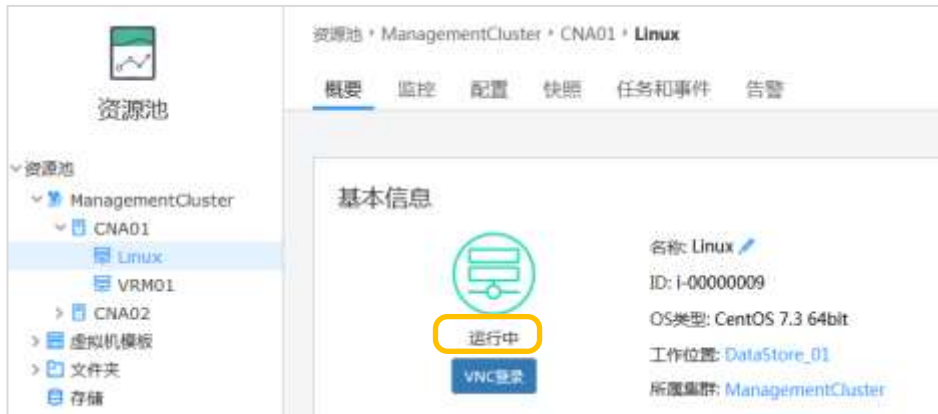 资源池
资源池
ManagementCluster
CNA01
Linux
VRM01
CNA02
虚拟机模板
文件夹
存储
资源池 ManagementCluster CNA01 Linux
概要 监控 配置 快照 任务和事件 告警
基本信息
运行中
VNC登录
名称: Linux
ID: i-00000009
OS类型: CentOS 7.3 64bit
工作位置: DataStore_01
所属集群: ManagementCluster